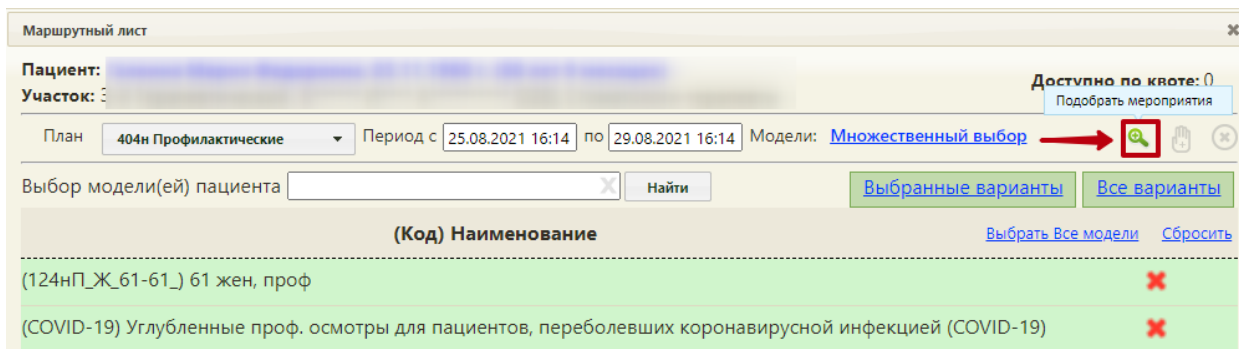 Маршрутный лист
Пациент:
Участок:
Доступно по квоте: 0
Подобрать мероприятия
План 404н Профилактические Период с 25.08.2021 16:14 по 29.08.2021 16:14 Модели: Множественный выбор
Выбор модели(ей) пациента Найти Выбранные варианты Все варианты
(Код) Наименование Выбрать Все модели Сбросить
(124нП_Ж_61-61_) 61 жен, проф
(COVID-19) Углубленные проф. осмотры для пациентов, переболевших коронавирусной инфекцией (COVID-19)